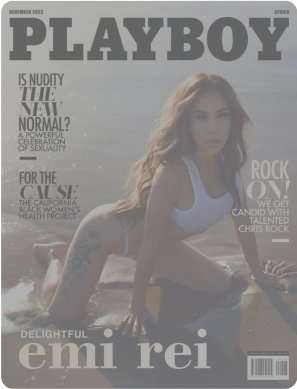 DECEMBER 2023
AFRICA
PLAYBOY
IS NUDITY
THE
NEW
NORMAL?
A POWERFUL
CELEBRATION
OF SEXUALITY
FOR THE
CAUSE
THE CALIFORNIA
BLACK WOMEN'S
HEALTH PROJECT
ROCK
ON!
WE GET
CANDID WITH
TALENTED
CHRIS ROCK
DELIGHTFUL
emi rei